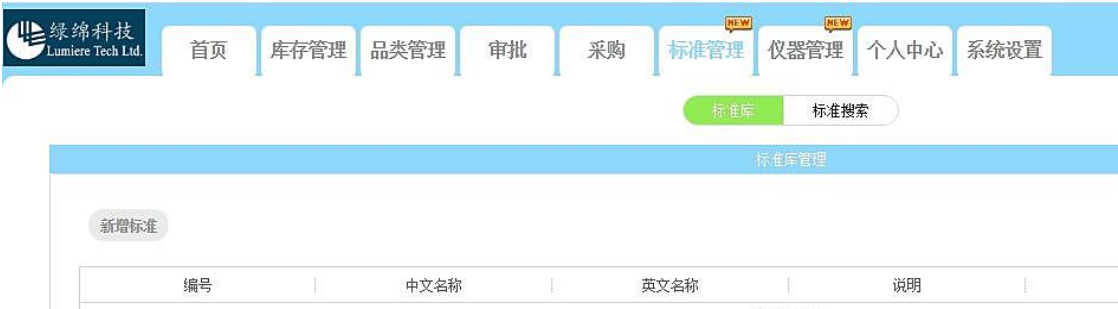 绿绵科技
Lumiere Tech Ltd.
首页 库存管理 品类管理 审批 采购 标准管理 NEW 仪器管理 NEW 个人中心 系统设置
标准库 标准搜索
标准库管理
新增标准
编号 中文名称 英文名称 说明